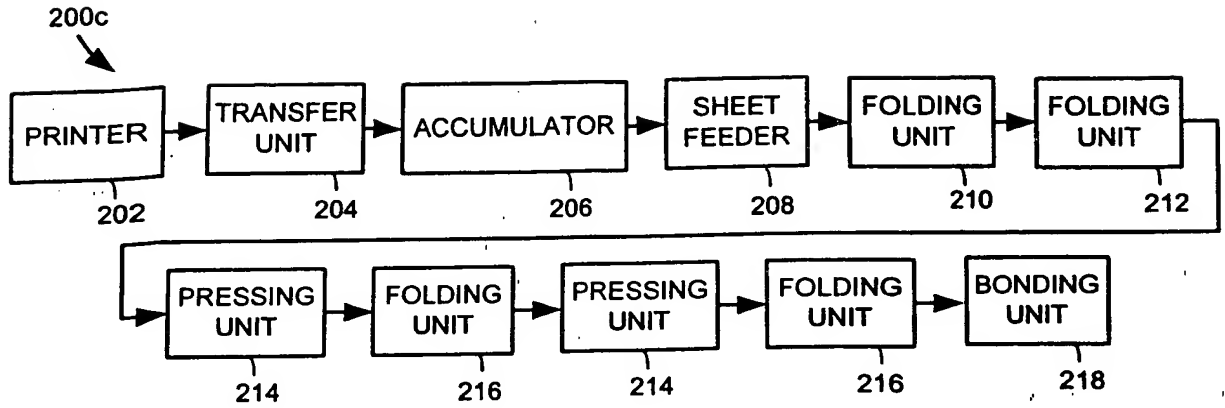 200c
PRINTER
TRANSFER
UNIT
ACCUMULATOR
SHEET
FEEDER
FOLDING
UNIT
FOLDING
UNIT
202
204
206
208
210
212
PRESSING
UNIT
FOLDING
UNIT
PRESSING
UNIT
FOLDING
UNIT
BONDING
UNIT
214
216
214
216
218